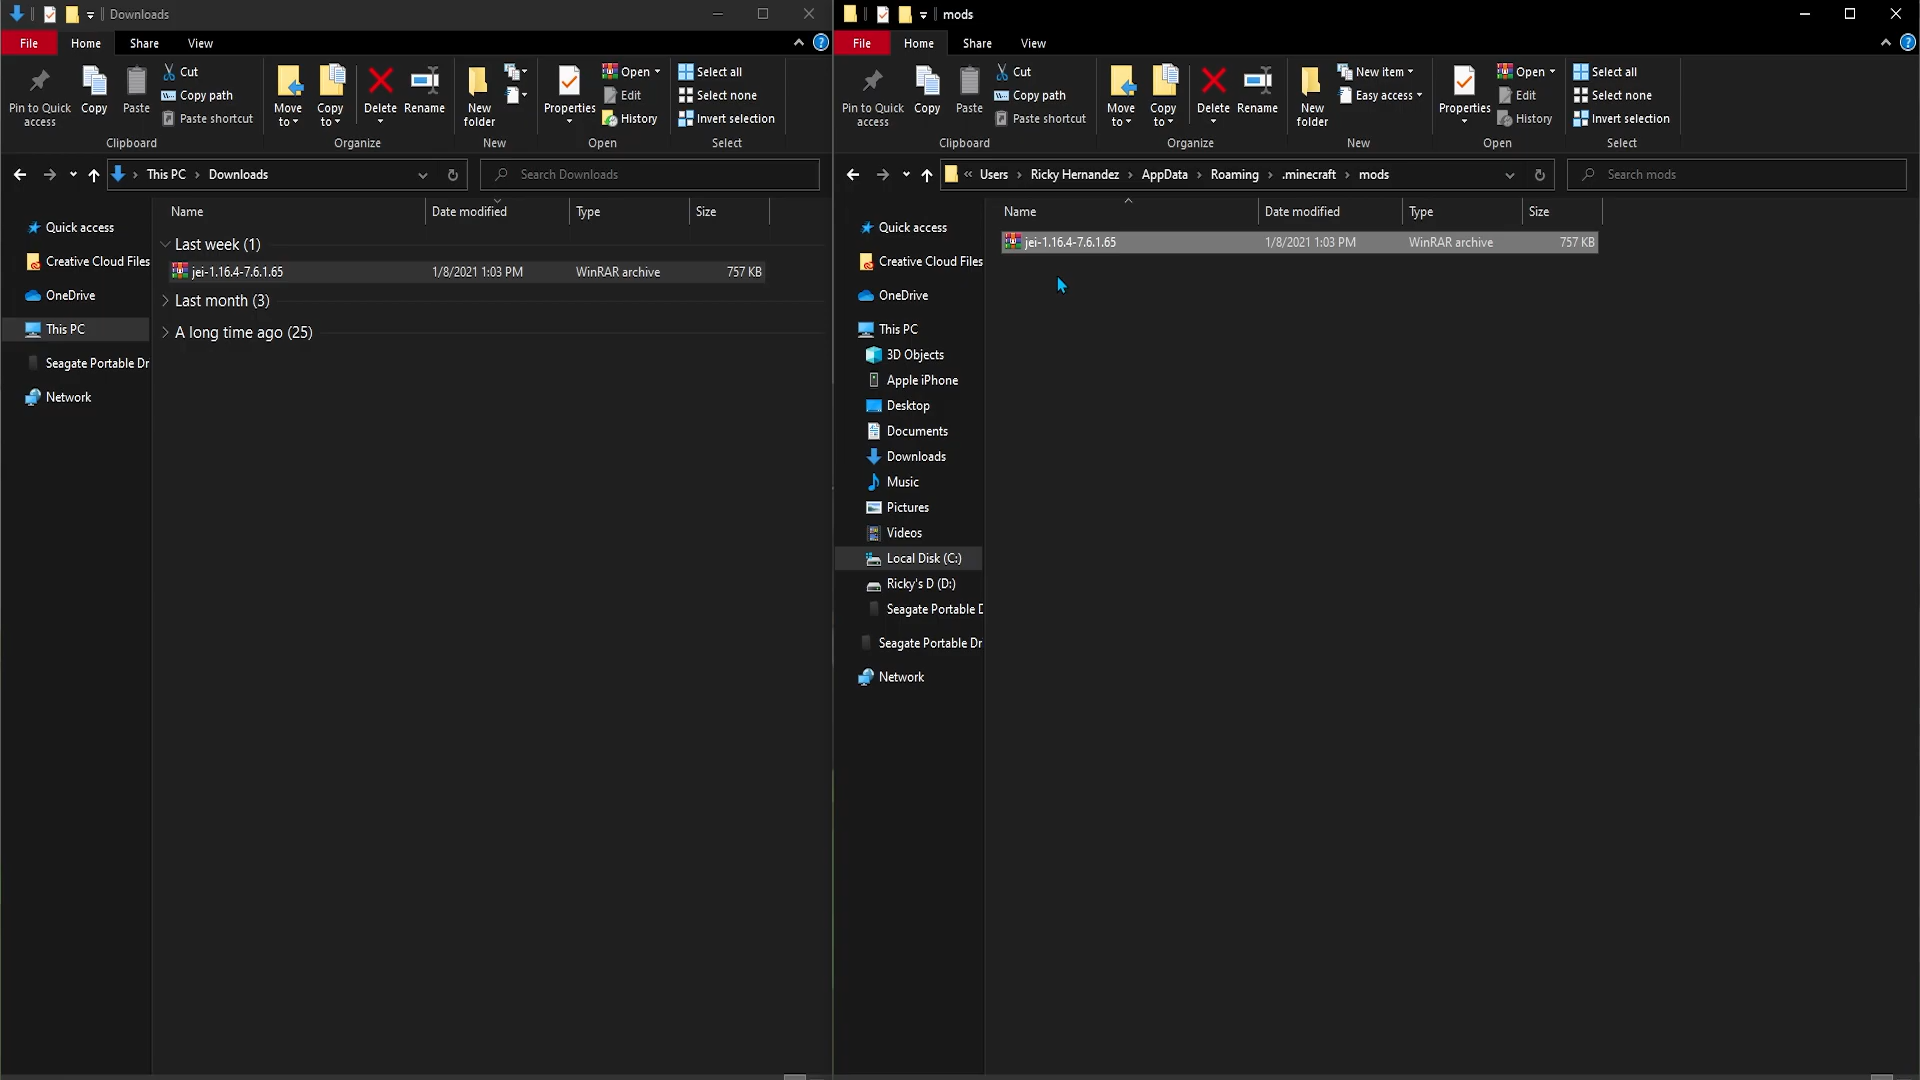 Downloads
File Home Share View
Pin to Quick access
Copy
Paste
Cut
Copy path
Paste shortcut
Clipboard
Move to
Copy to
Delete
Rename
Organize
New folder
New
Properties
Open
Edit
History
Open
Select all
Select none
Invert selection
Select
This PC › Downloads
Search Downloads
Quick access
Creative Cloud Files
OneDrive
This PC
Seagate Portable Dr
Network
Name Date modified Type Size
Last week (1)
jei-1.16.4-7.6.1.65 1/8/2021 1:03 PM WinRAR archive 757 KB
Last month (3)
A long time ago (25)
mods
File Home Share View
Pin to Quick access
Copy
Paste
Cut
Copy path
Paste shortcut
Clipboard
Move to
Copy to
Delete
Rename
Organize
New folder
New item
Easy access
New
Properties
Open
Edit
History
Open
Select all
Select none
Invert selection
Select
« Users › Ricky Hernandez › AppData › Roaming › .minecraft › mods
Search mods
Quick access
Creative Cloud Files
OneDrive
This PC
3D Objects
Apple iPhone
Desktop
Documents
Downloads
Music
Pictures
Videos
Local Disk (C:)
Ricky's D (D:)
Seagate Portable D
Seagate Portable Dr
Network
Name Date modified Type Size
jei-1.16.4-7.6.1.65 1/8/2021 1:03 PM WinRAR archive 757 KB